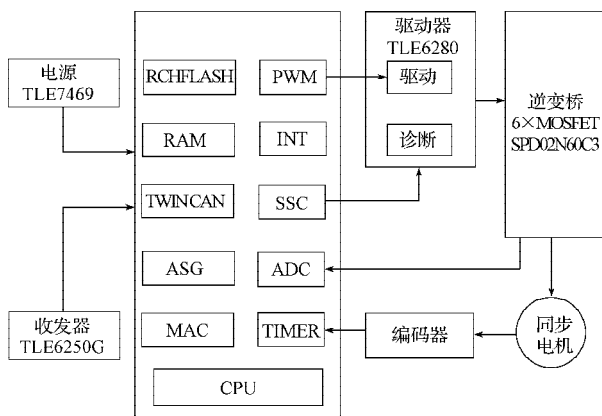 电源
TLE7469
收发器
TLE6250G
RCHFLASH
PWM
RAM
INT
TWINCAN
SSC
ASG
ADC
MAC
TIMER
CPU
驱动器
TLE6280
驱动
诊断
逆变桥
6×MOSFET
SPD02N60C3
编码器
同步
电机